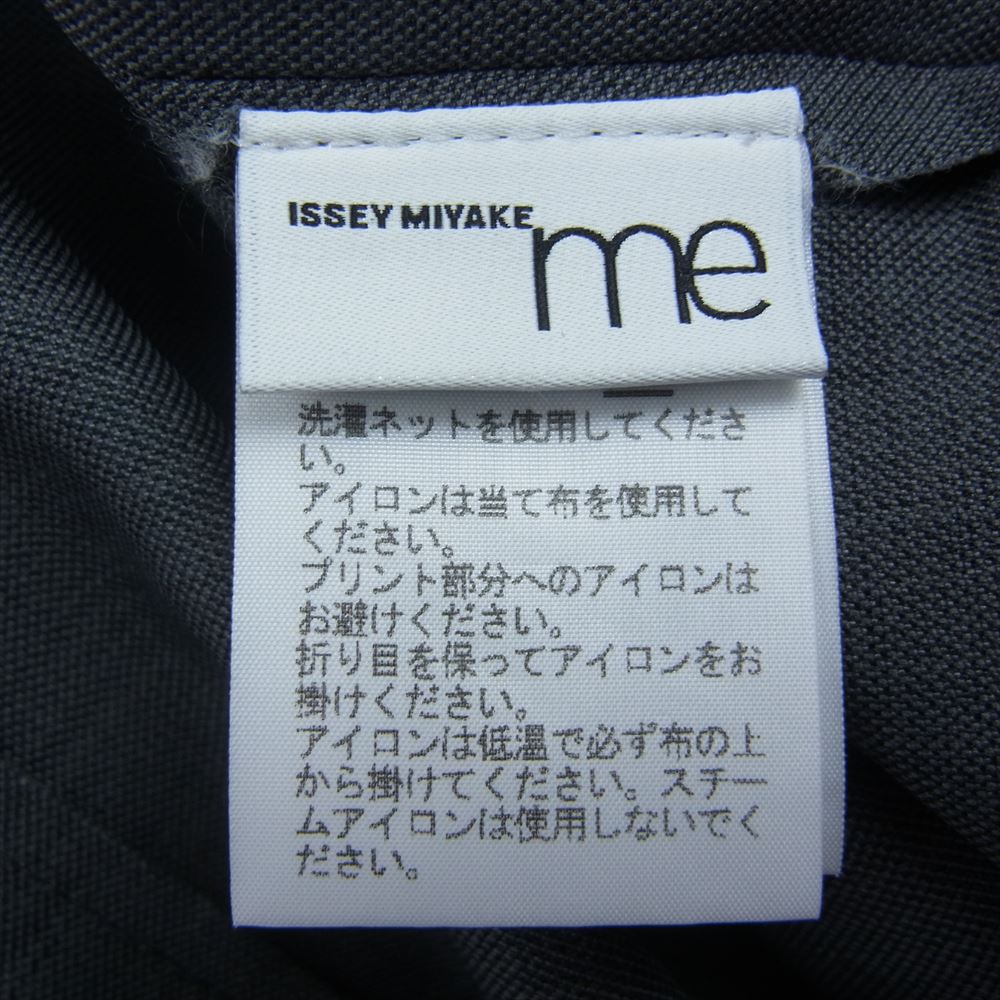 ISSEY MIYAKE
me
洗濯ネットを使用してくださ
い。
アイロンは当て布を使用して
ください。
プリント部分へのアイロンは
お避けください。
折り目を保ってアイロンをお
掛けください。
アイロンは低温で必ず布の上
から掛けてください。スチー
ムアイロンは使用しないでく
ださい。